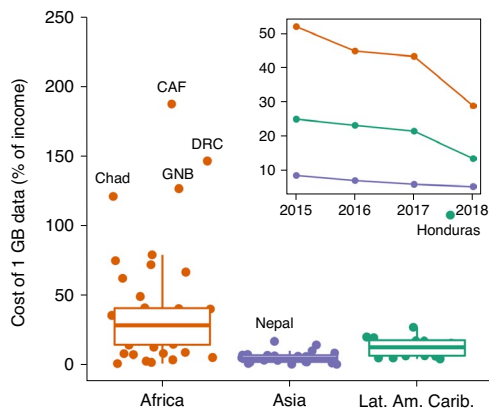 Cost of 1 GB data (% of income)
250
200
150
100
50
0
CAF
DRC
GNB
Chad
Nepal
Honduras
50
40
30
20
10
2015 2016 2017 2018
Africa Asia Lat. Am. Carib.